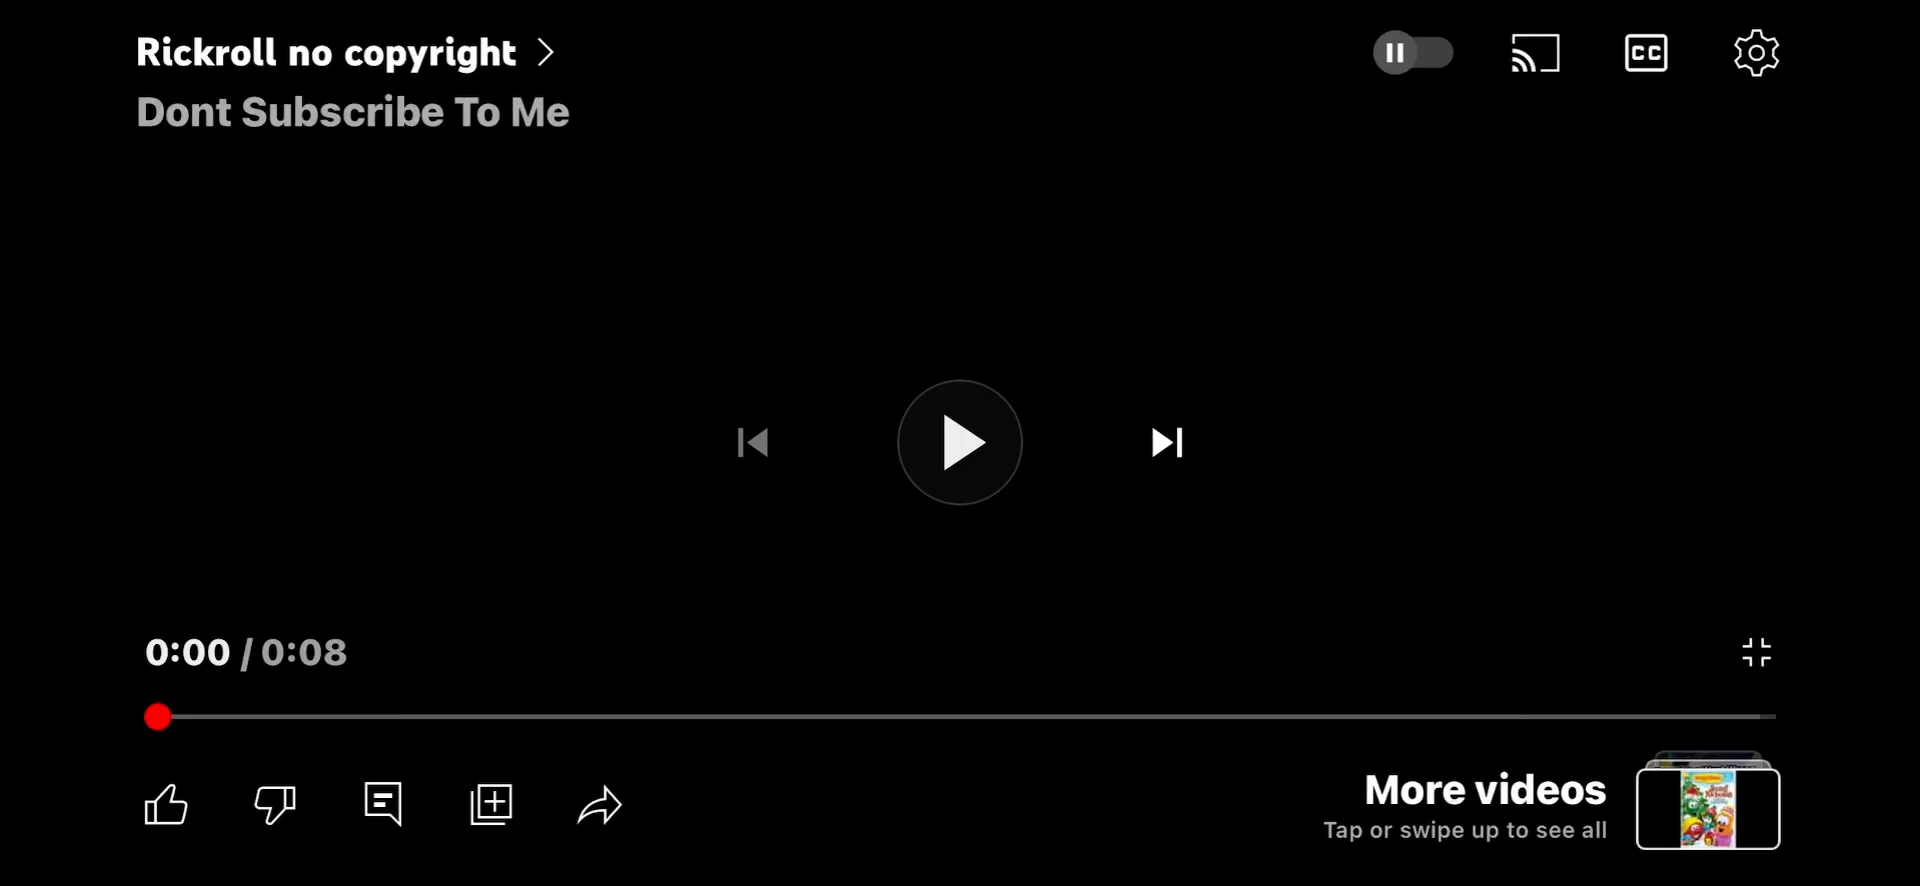 Rickroll no copyright
Dont Subscribe To Me
CC
0:00 / 0:08
More videos
Tap or swipe up to see all